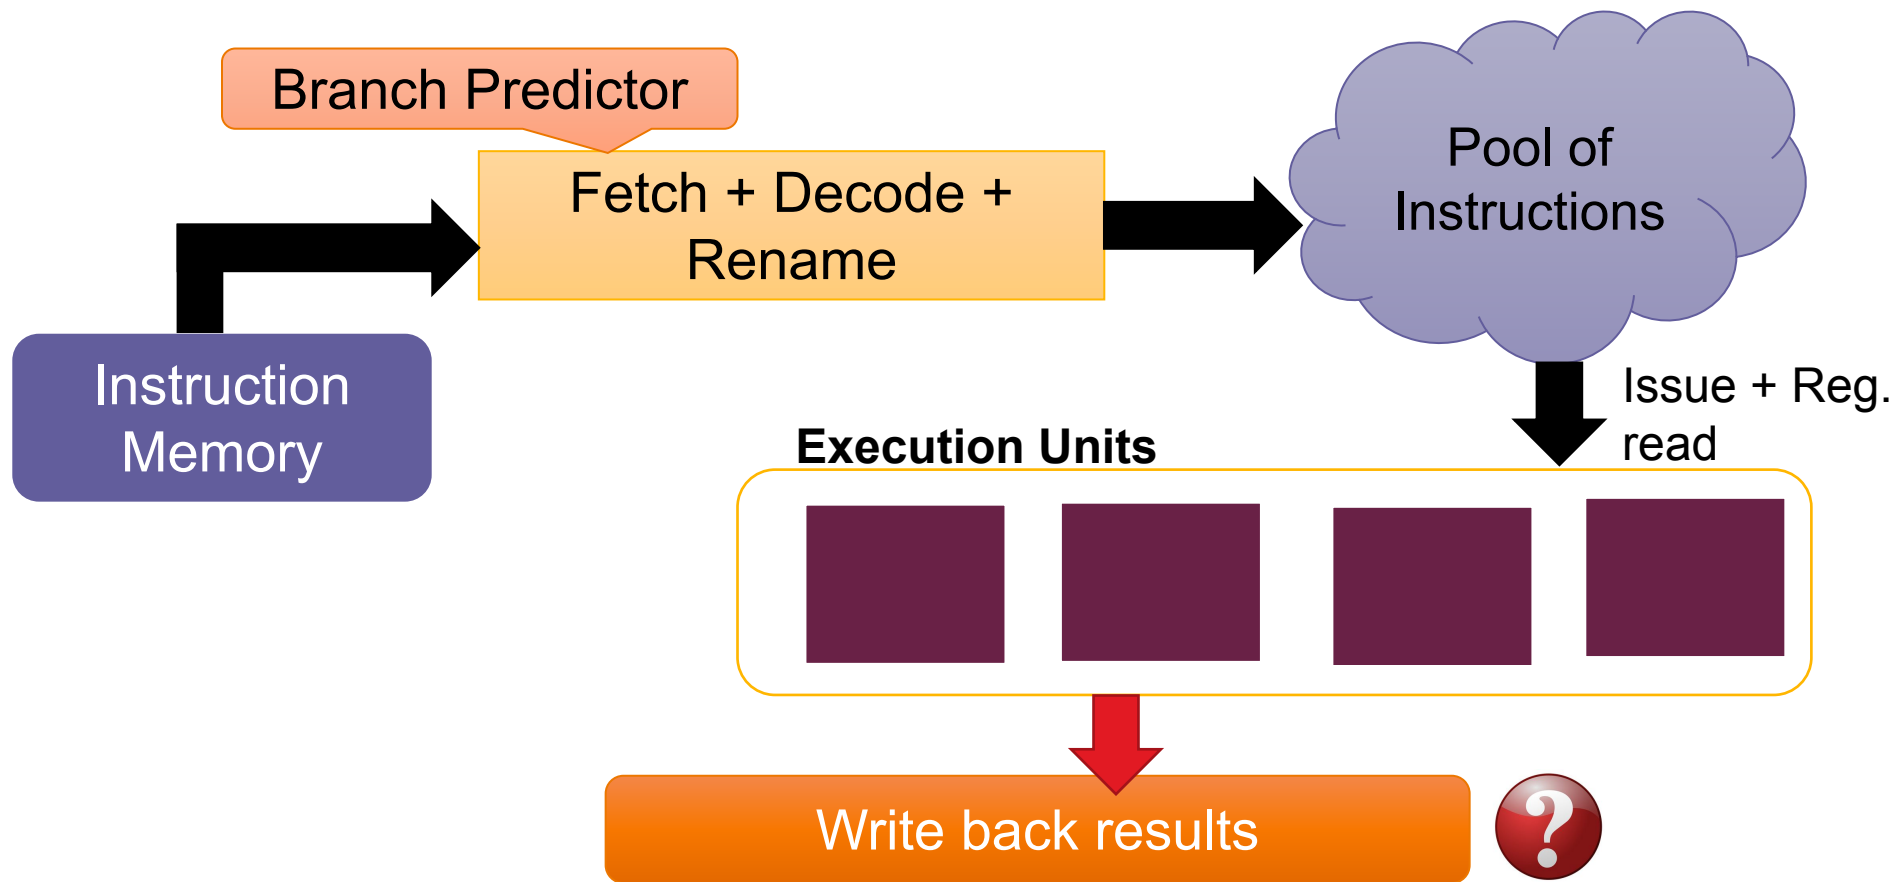 Branch Predictor
Fetch + Decode +
Rename
Pool of
Instructions
Instruction
Memory
Issue + Reg.
read
Execution Units
Write back results
?